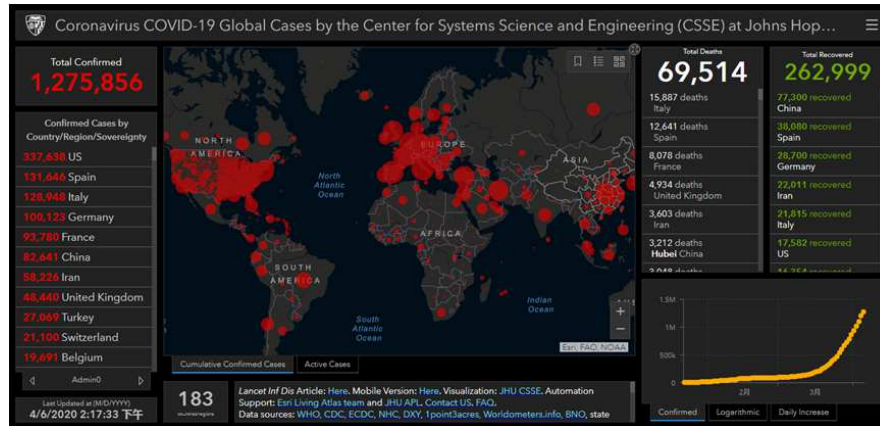 Coronavirus COVID-19 Global Cases by the Center for Systems Science and Engineering (CSSE) at Johns Hop…
Total Confirmed
1,275,856
Confirmed Cases by
Country/Region/Sovereignty
337,638 US
131,646 Spain
128,948 Italy
100,123 Germany
93,780 France
82,641 China
58,226 Iran
48,440 United Kingdom
27,069 Turkey
21,100 Switzerland
19,691 Belgium
Admin0
Last Updated at (M/D/YYYY)
4/6/2020 2:17:33 下午
NORTH
AMERICA
EUROPE
ASIA
North
Atlantic
Ocean
AFRICA
SOUTH
AMERICA
Indian
Ocean
South
Atlantic
Ocean
+
−
Esri, FAO, NOAA
Cumulative Confirmed Cases
Active Cases
183
Lancet Inf Dis Article: Here. Mobile Version: Here. Visualization: JHU CSSE. Automation
Support: Esri Living Atlas team and JHU APL. Contact US. FAQ.
Data sources: WHO, CDC, ECDC, NHC, DXY, 1point3acres, Worldometers.info, BNO, state
Total Deaths
69,514
15,887 deaths
Italy
12,641 deaths
Spain
8,078 deaths
France
4,934 deaths
United Kingdom
3,603 deaths
Iran
3,212 deaths
Hubei China
Total Recovered
262,999
77,300 recovered
China
38,080 recovered
Spain
28,700 recovered
Germany
22,011 recovered
Iran
21,815 recovered
Italy
17,582 recovered
US
1.5M
1M
500k
0
2月
3月
Confirmed
Logarithmic
Daily Increase